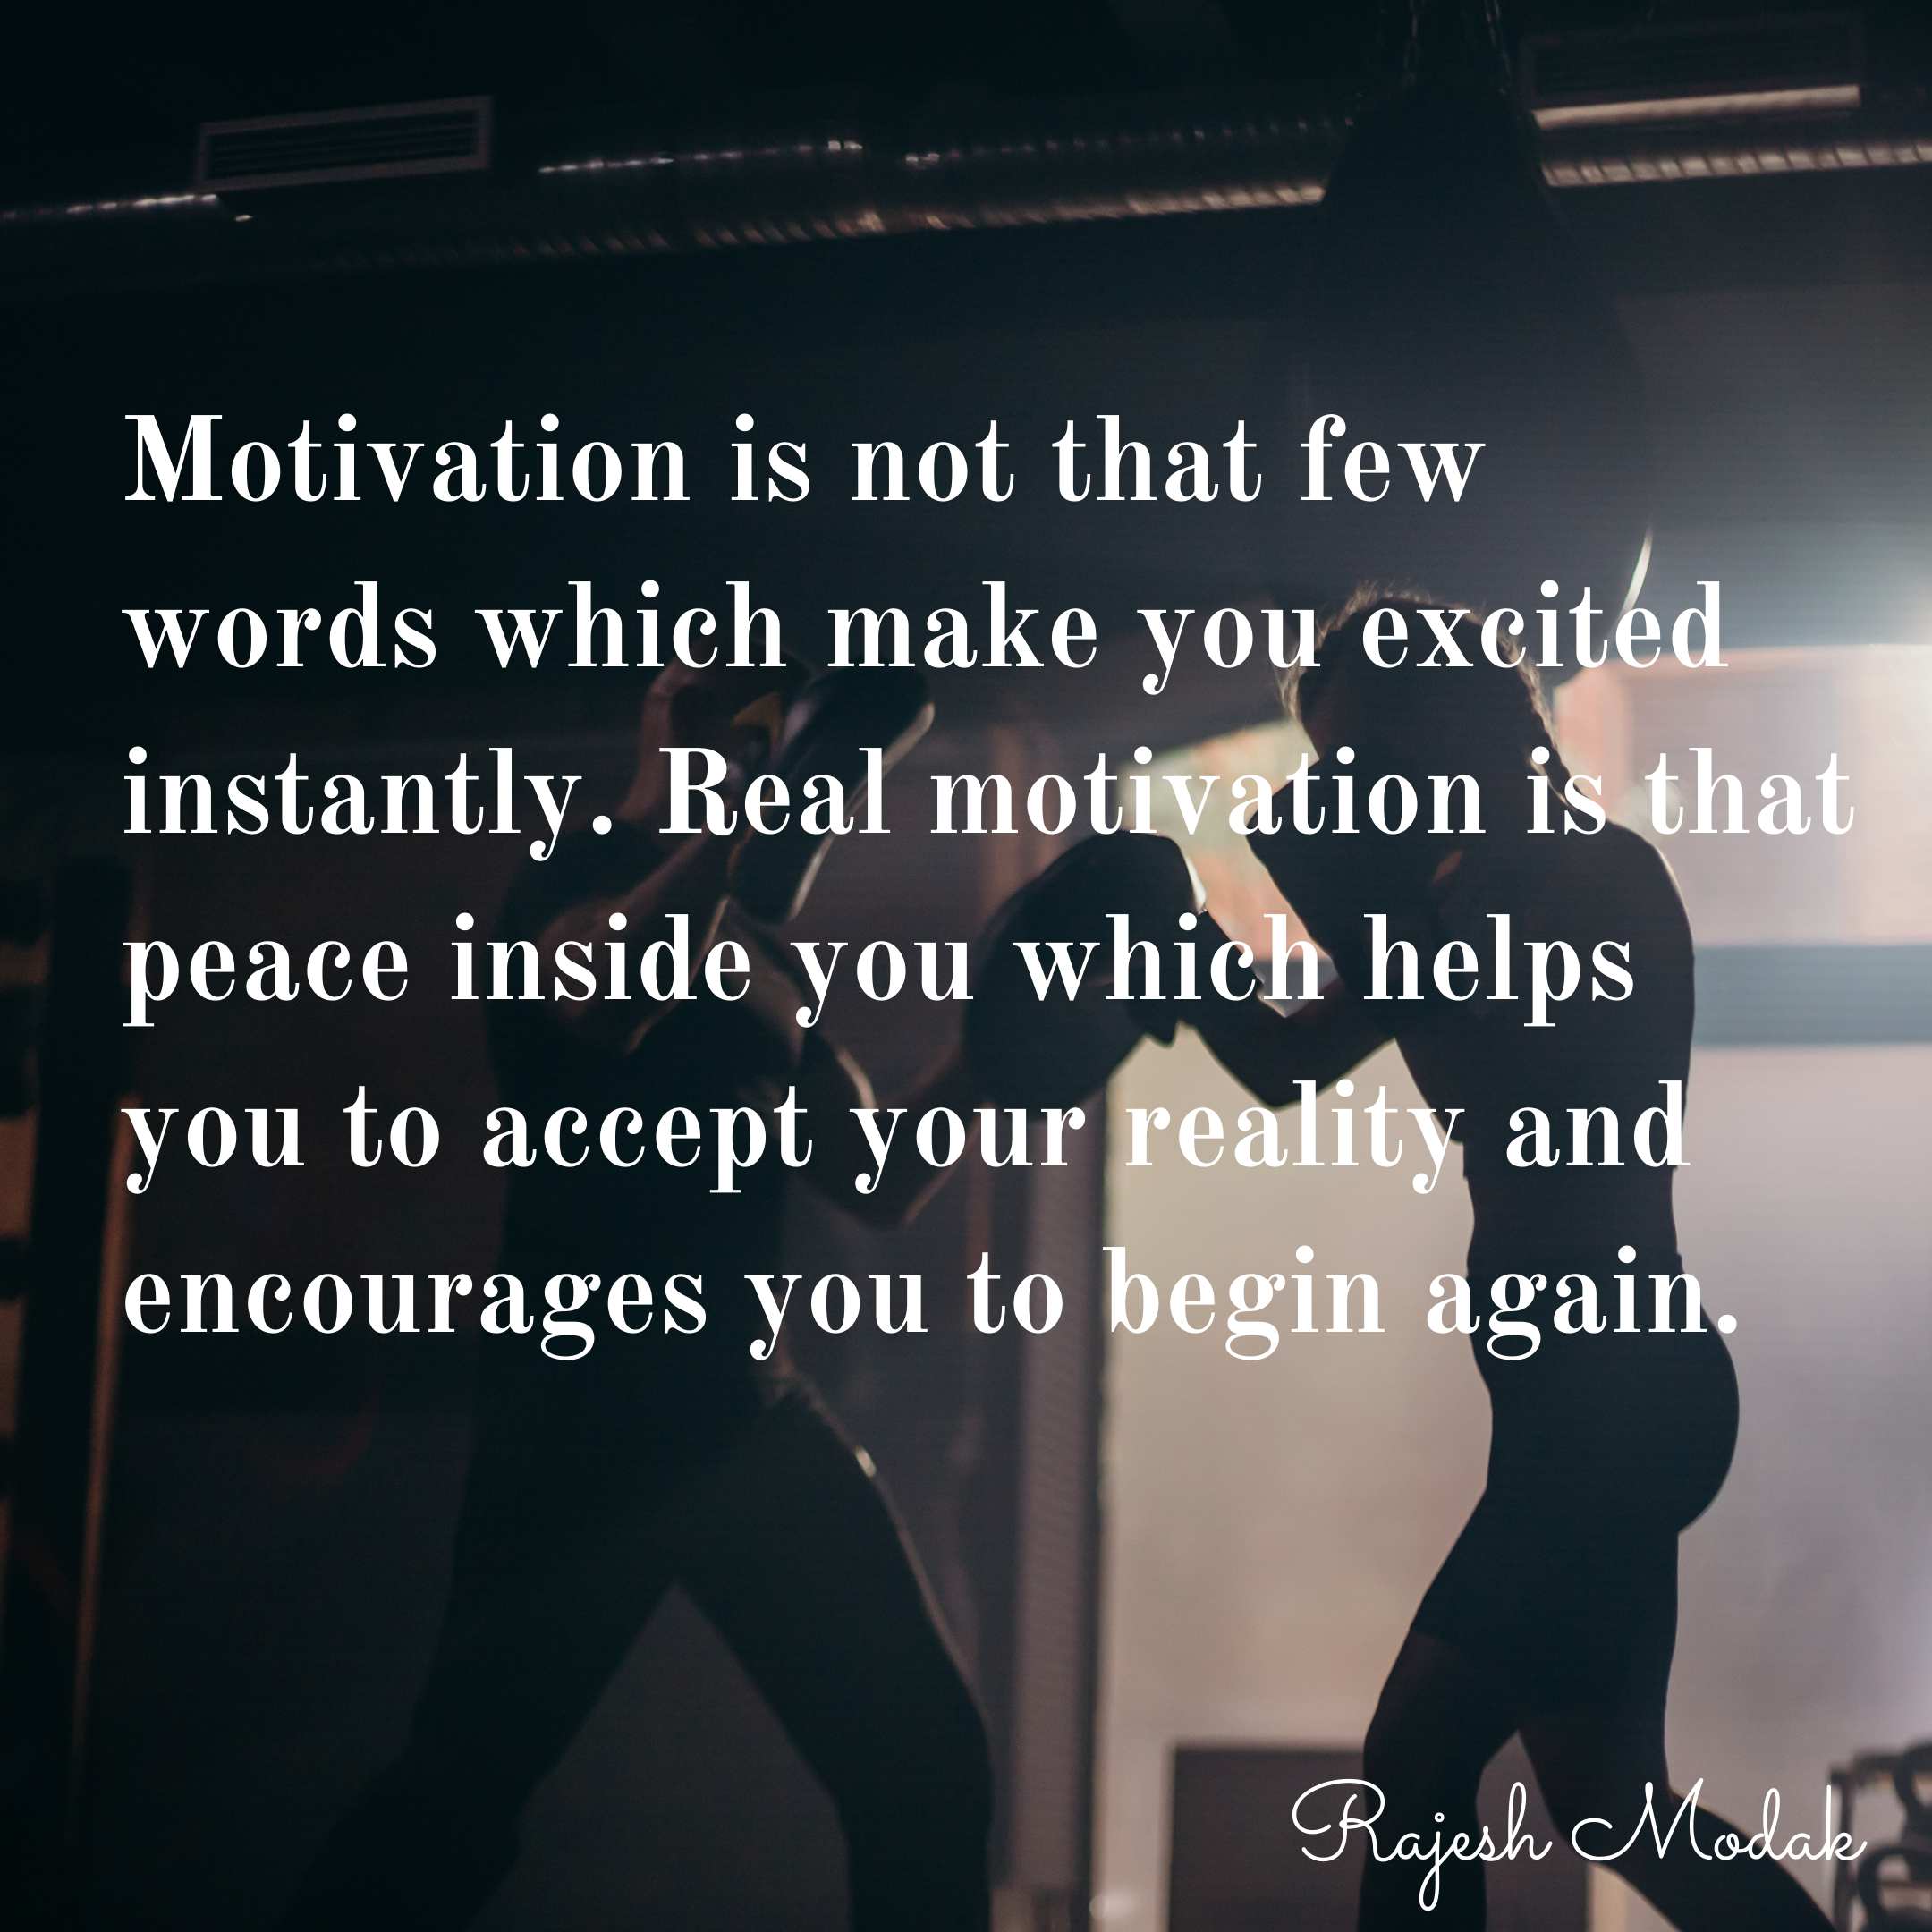 Motivation is not that few
words which make you excited
instantly. Real motivation is that
peace inside you which helps
you to accept your reality and
encourages you to begin again.
Rajesh Modak